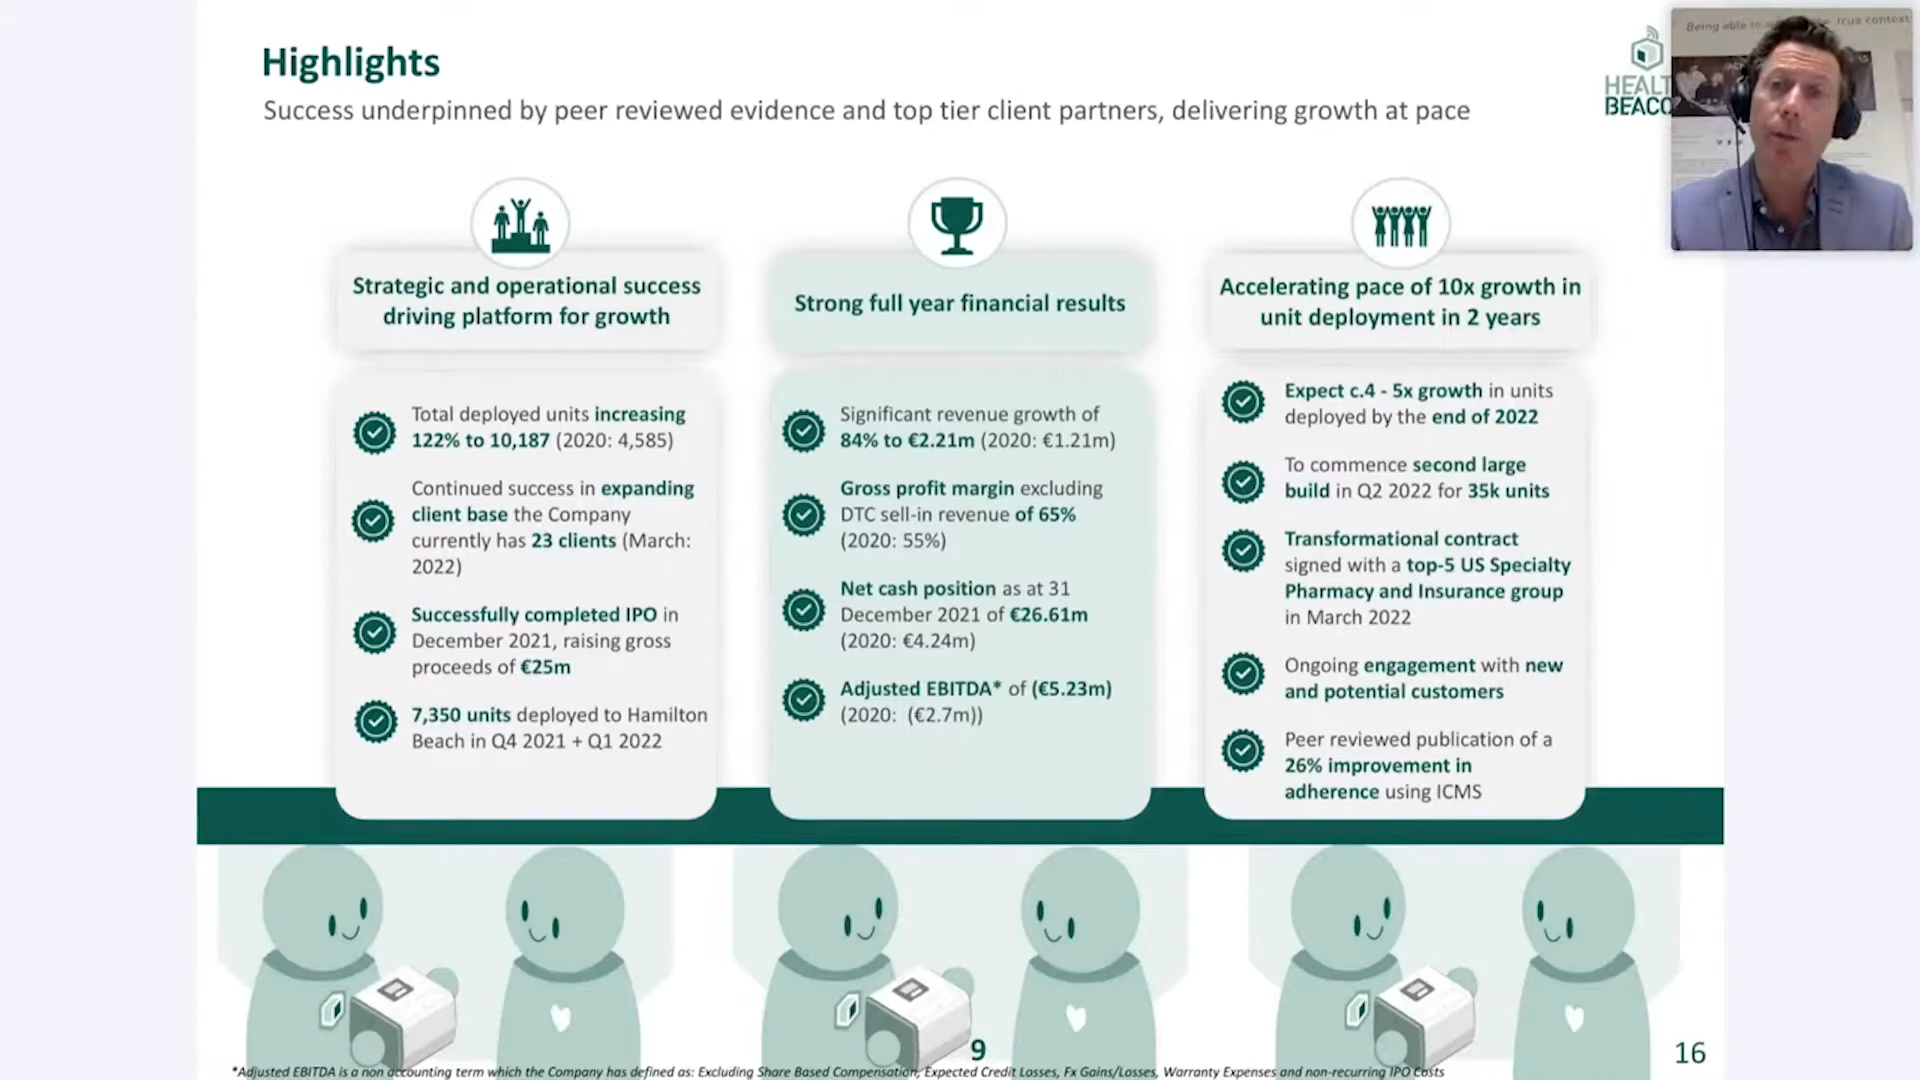 Highlights
Success underpinned by peer reviewed evidence and top tier client partners, delivering growth at pace
HEALT
BEACO
Being able to
true context
Strategic and operational success
driving platform for growth
Total deployed units increasing
122% to 10,187 (2020: 4,585)
Continued success in expanding
client base the Company
currently has 23 clients (March:
2022)
Successfully completed IPO in
December 2021, raising gross
proceeds of €25m
7,350 units deployed to Hamilton
Beach in Q4 2021 + Q1 2022
Strong full year financial results
Significant revenue growth of
84% to €2.21m (2020: €1.21m)
Gross profit margin excluding
DTC sell-in revenue of 65%
(2020: 55%)
Net cash position as at 31
December 2021 of €26.61m
(2020: €4.24m)
Adjusted EBITDA* of (€5.23m)
(2020: (€2.7m))
Accelerating pace of 10x growth in
unit deployment in 2 years
Expect c.4 - 5x growth in units
deployed by the end of 2022
To commence second large
build in Q2 2022 for 35k units
Transformational contract
signed with a top-5 US Specialty
Pharmacy and Insurance group
in March 2022
Ongoing engagement with new
and potential customers
Peer reviewed publication of a
26% improvement in
adherence using ICMS
9
16
*Adjusted EBITDA is a non accounting term which the Company has defined as: Excluding Share Based Compensation, Expected Credit Losses, Fx Gains/Losses, Warranty Expenses and non-recurring IPO Costs